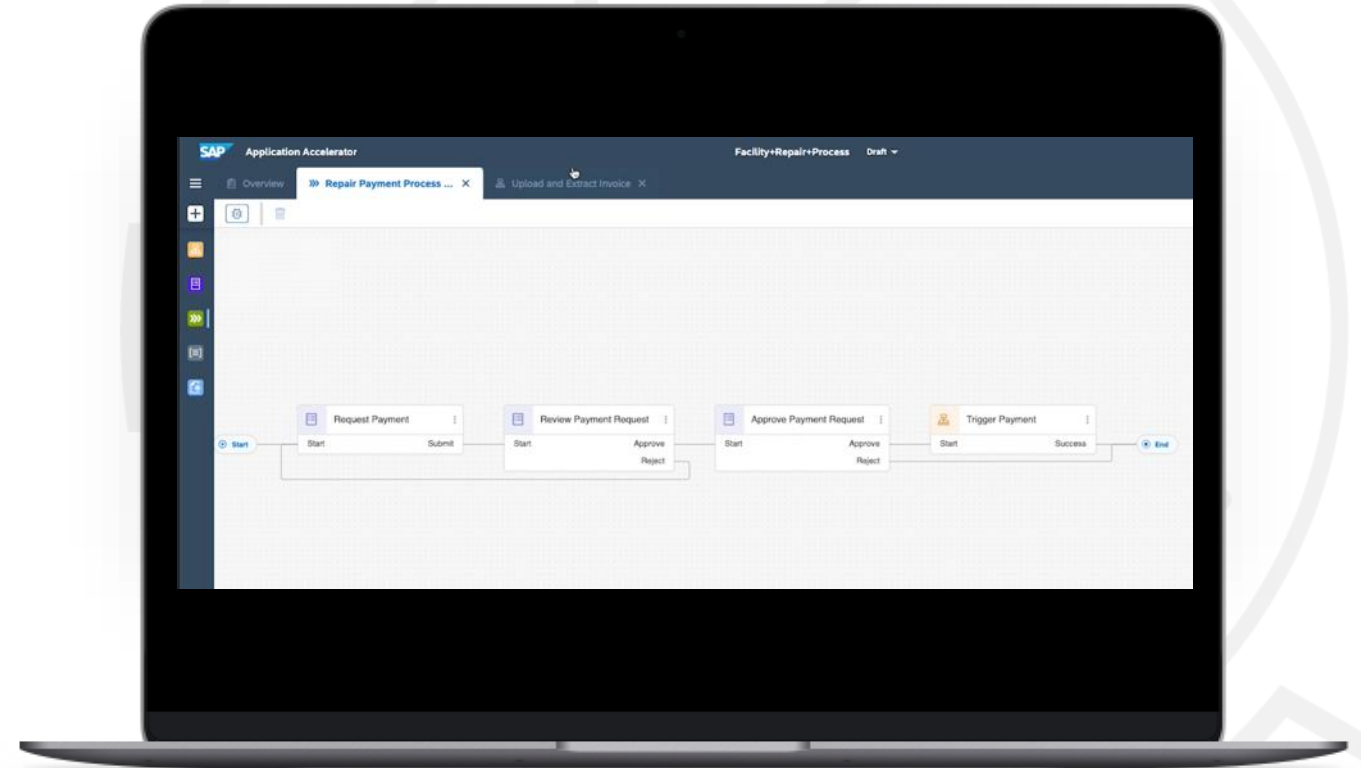 SAP Application Accelerator
Facility+Repair+Process Draft
Overview
Repair Payment Process ... X
Upload and Extract Invoice X
Request Payment
Review Payment Request
Approve Payment Request
Trigger Payment
Start
Start Submit
Start Approve
Reject
Start Approve
Reject
Start Success
End